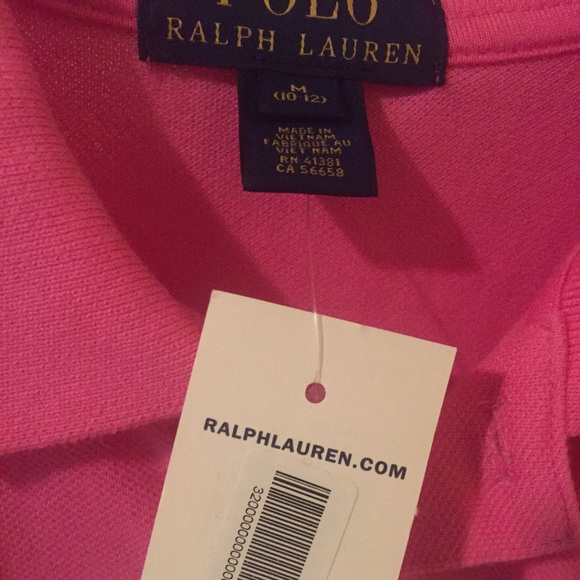 POLO
RALPH LAUREN
M
(10-12)
MADE IN
VIETNAM
FABRIQUE AU
VIET NAM
RN 41381
CA 56658
RALPHLAUREN.COM